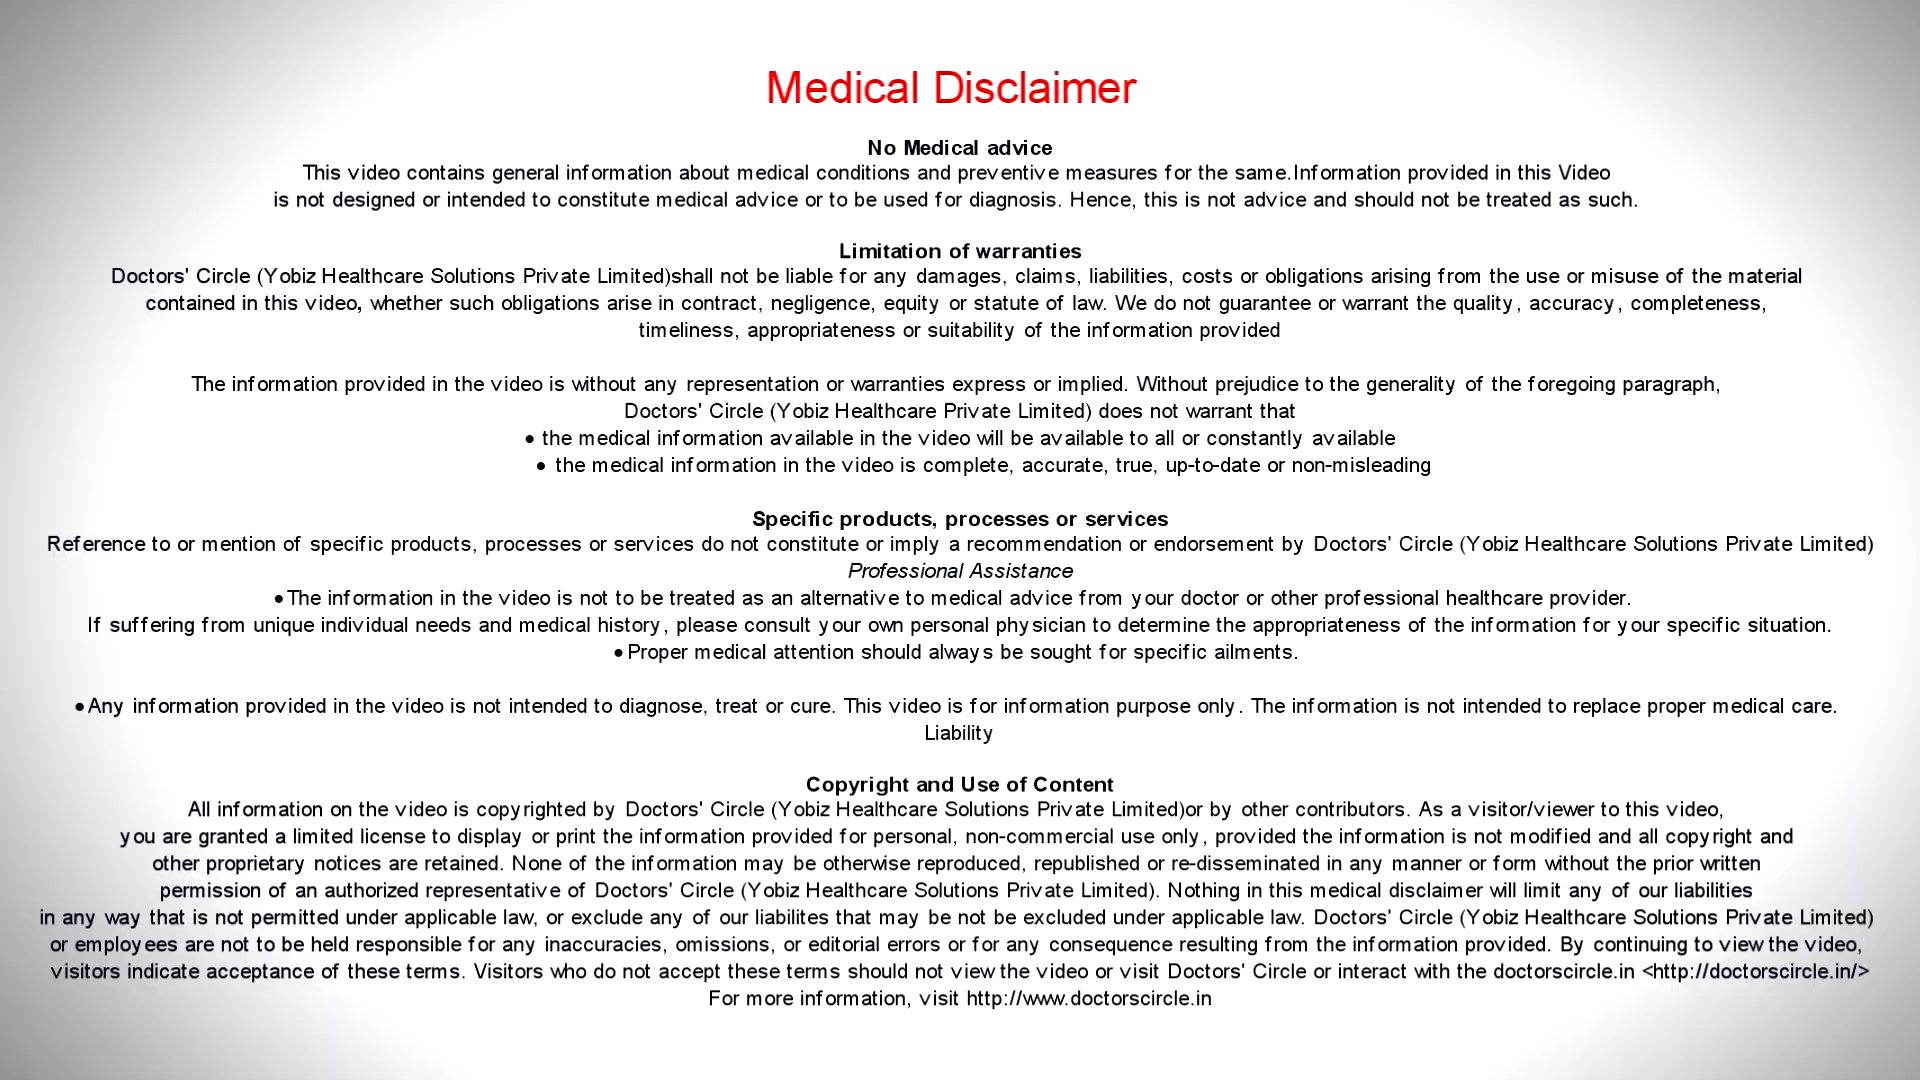 Medical Disclaimer
No Medical advice
This video contains general information about medical conditions and preventive measures for the same.Information provided in this Video
is not designed or intended to constitute medical advice or to be used for diagnosis. Hence, this is not advice and should not be treated as such.
Limitation of warranties
Doctors' Circle (Yobiz Healthcare Solutions Private Limited)shall not be liable for any damages, claims, liabilities, costs or obligations arising from the use or misuse of the material
contained in this video, whether such obligations arise in contract, negligence, equity or statute of law. We do not guarantee or warrant the quality, accuracy, completeness,
timeliness, appropriateness or suitability of the information provided
The information provided in the video is without any representation or warranties express or implied. Without prejudice to the generality of the foregoing paragraph,
Doctors' Circle (Yobiz Healthcare Private Limited) does not warrant that
• the medical information available in the video will be available to all or constantly available
• the medical information in the video is complete, accurate, true, up-to-date or non-misleading
Specific products, processes or services
Reference to or mention of specific products, processes or services do not constitute or imply a recommendation or endorsement by Doctors' Circle (Yobiz Healthcare Solutions Private Limited)
Professional Assistance
•The information in the video is not to be treated as an alternative to medical advice from your doctor or other professional healthcare provider.
If suffering from unique individual needs and medical history, please consult your own personal physician to determine the appropriateness of the information for your specific situation.
•Proper medical attention should always be sought for specific ailments.
•Any information provided in the video is not intended to diagnose, treat or cure. This video is for information purpose only. The information is not intended to replace proper medical care.
Liability
Copyright and Use of Content
All information on the video is copyrighted by Doctors' Circle (Yobiz Healthcare Solutions Private Limited)or by other contributors. As a visitor/viewer to this video,
you are granted a limited license to display or print the information provided for personal, non-commercial use only, provided the information is not modified and all copyright and
other proprietary notices are retained. None of the information may be otherwise reproduced, republished or re-disseminated in any manner or form without the prior written
permission of an authorized representative of Doctors' Circle (Yobiz Healthcare Solutions Private Limited). Nothing in this medical disclaimer will limit any of our liabilities
in any way that is not permitted under applicable law, or exclude any of our liabilites that may be not be excluded under applicable law. Doctors' Circle (Yobiz Healthcare Solutions Private Limited)
or employees are not to be held responsible for any inaccuracies, omissions, or editorial errors or for any consequence resulting from the information provided. By continuing to view the video,
visitors indicate acceptance of these terms. Visitors who do not accept these terms should not view the video or visit Doctors' Circle or interact with the doctorscircle.in <http://doctorscircle.in/>
For more information, visit http://www.doctorscircle.in